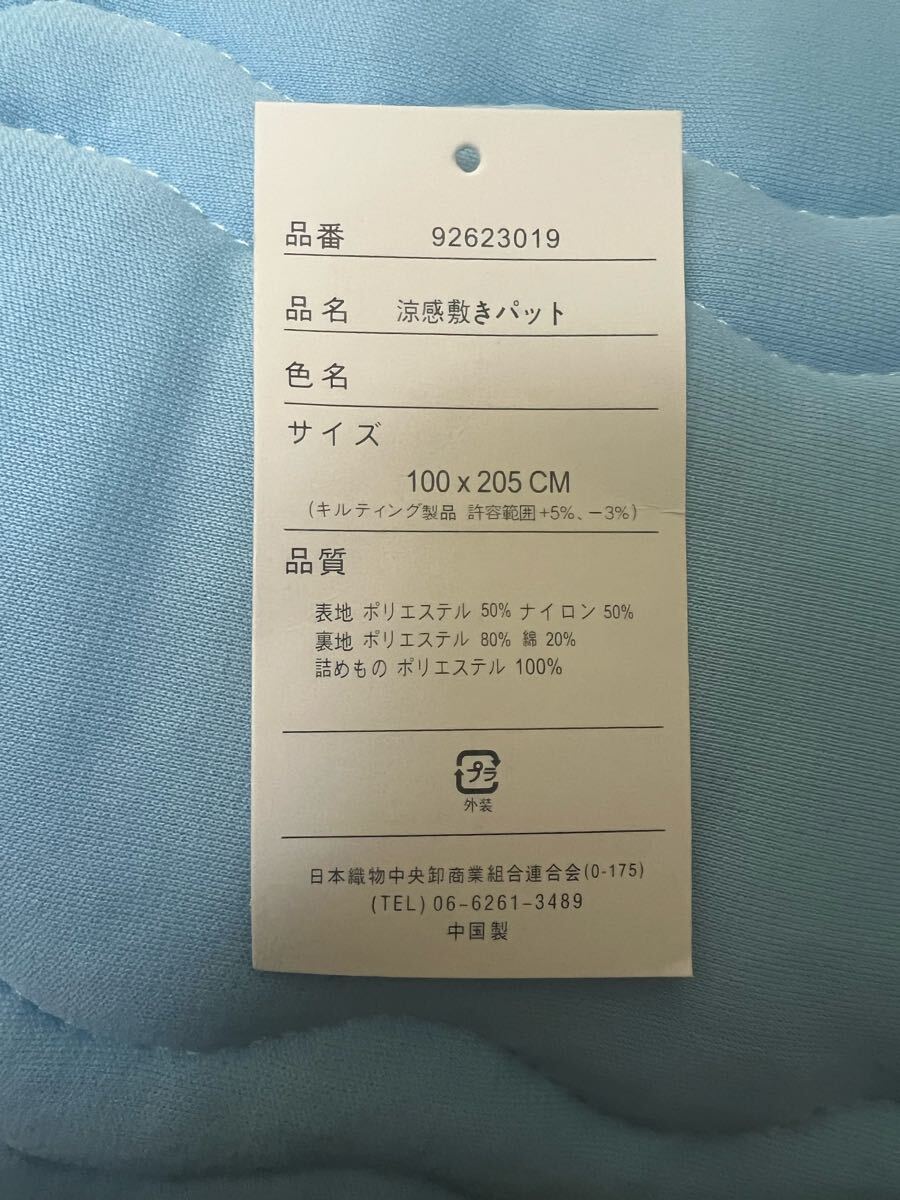 品番 92623019
品名 涼感敷きパット
色名
サイズ
100 x 205 CM
(キルティング製品 許容範囲+5%、−3%)
品質
表地 ポリエステル 50% ナイロン 50%
裏地 ポリエステル 80% 綿 20%
詰めもの ポリエステル 100%
プラ
外装
日本織物中央卸商業組合連合会(0-175)
(TEL) 06-6261-3489
中国製